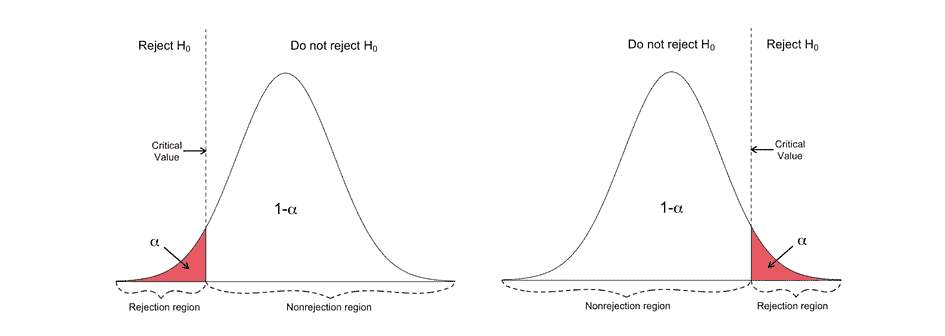 Reject H₀
Do not reject H₀
Critical
Value
1-α
α
Rejection region
Nonrejection region
Do not reject H₀
Reject H₀
Critical
Value
1-α
α
Nonrejection region
Rejection region